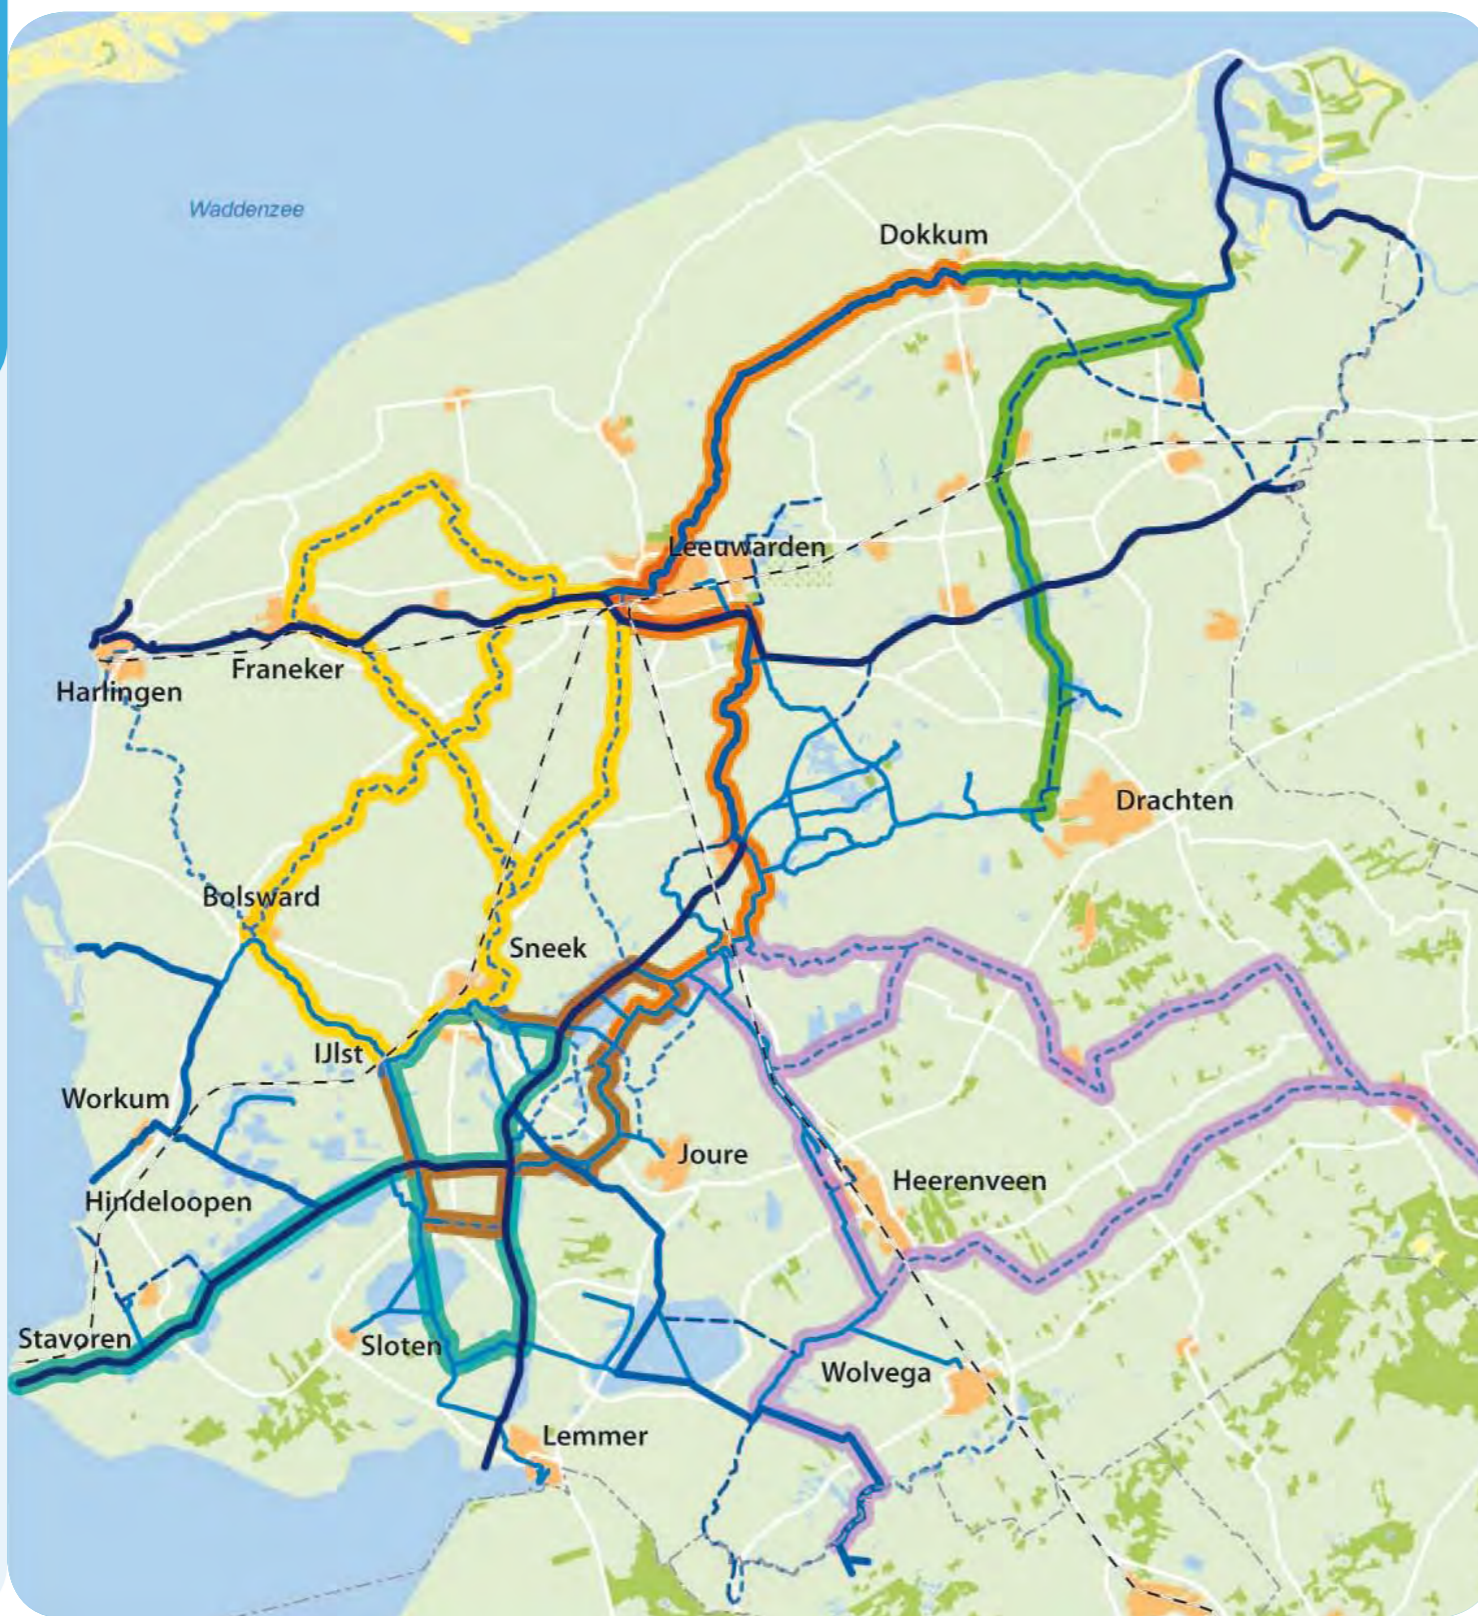 Waddenzee
Dokkum
Leeuwarden
Franeker
Harlingen
Drachten
Bolsward
Sneek
IJlst
Workum
Joure
Heerenveen
Hindeloopen
Stavoren
Sloten
Wolvega
Lemmer